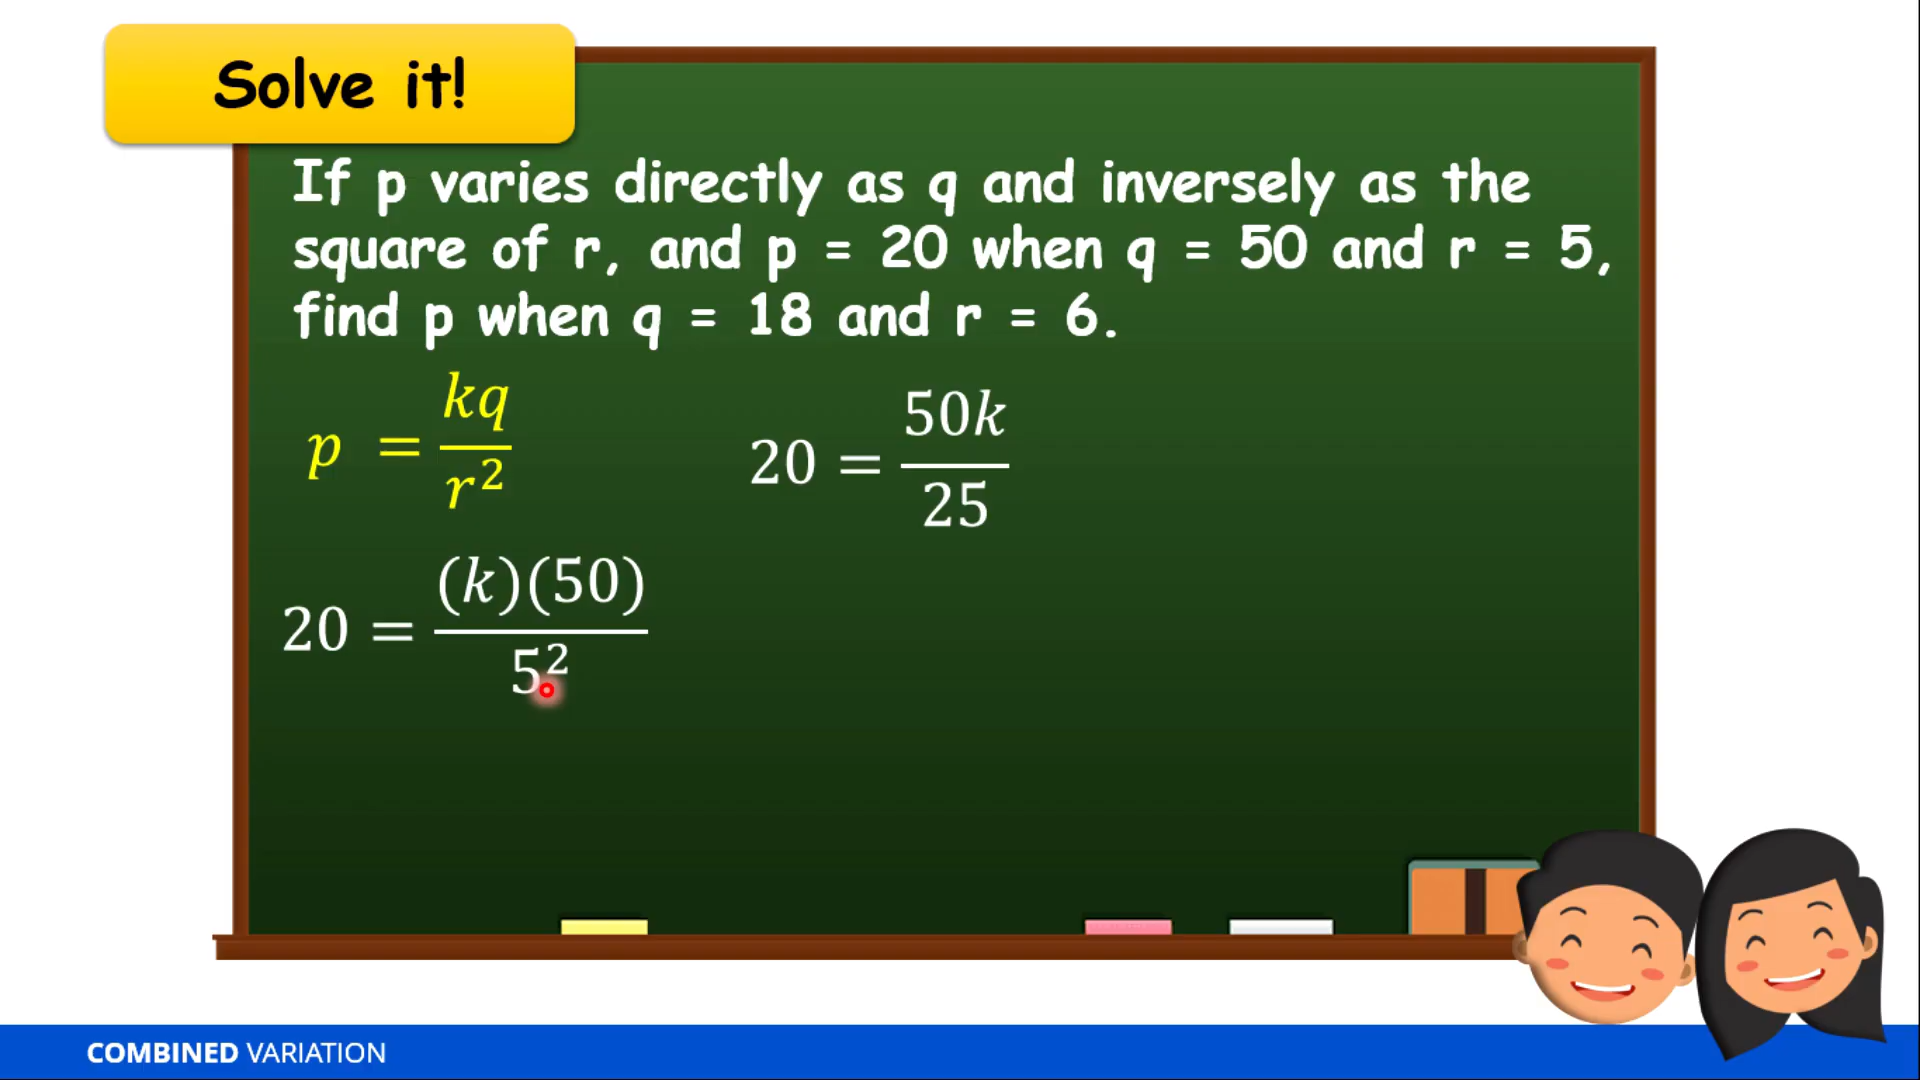 Solve it!
If p varies directly as q and inversely as the
square of r, and p = 20 when q = 50 and r = 5,
find p when q = 18 and r = 6.
p = kq/r²
20 = 50k/25
20 = (k)(50)/5²
COMBINED VARIATION